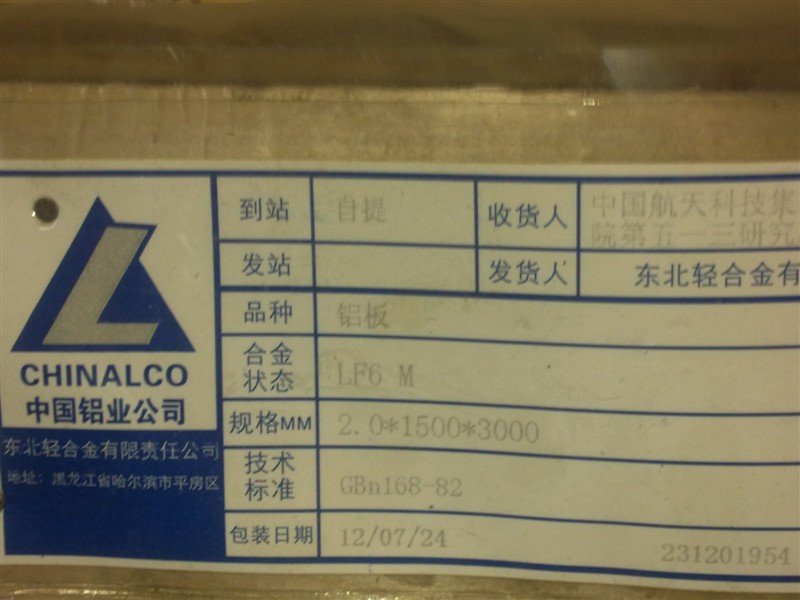 到站 自提 收货人 中国航天科技集
院第五一三研究
发站 发货人 东北轻合金有
品种 铝板
合金
状态 LF6 M
规格MM 2.0*1500*3000
技术
标准 GBn168-82
包装日期 12/07/24 231201954
CHINALCO
中国铝业公司
东北轻合金有限责任公司
地址：黑龙江省哈尔滨市平房区